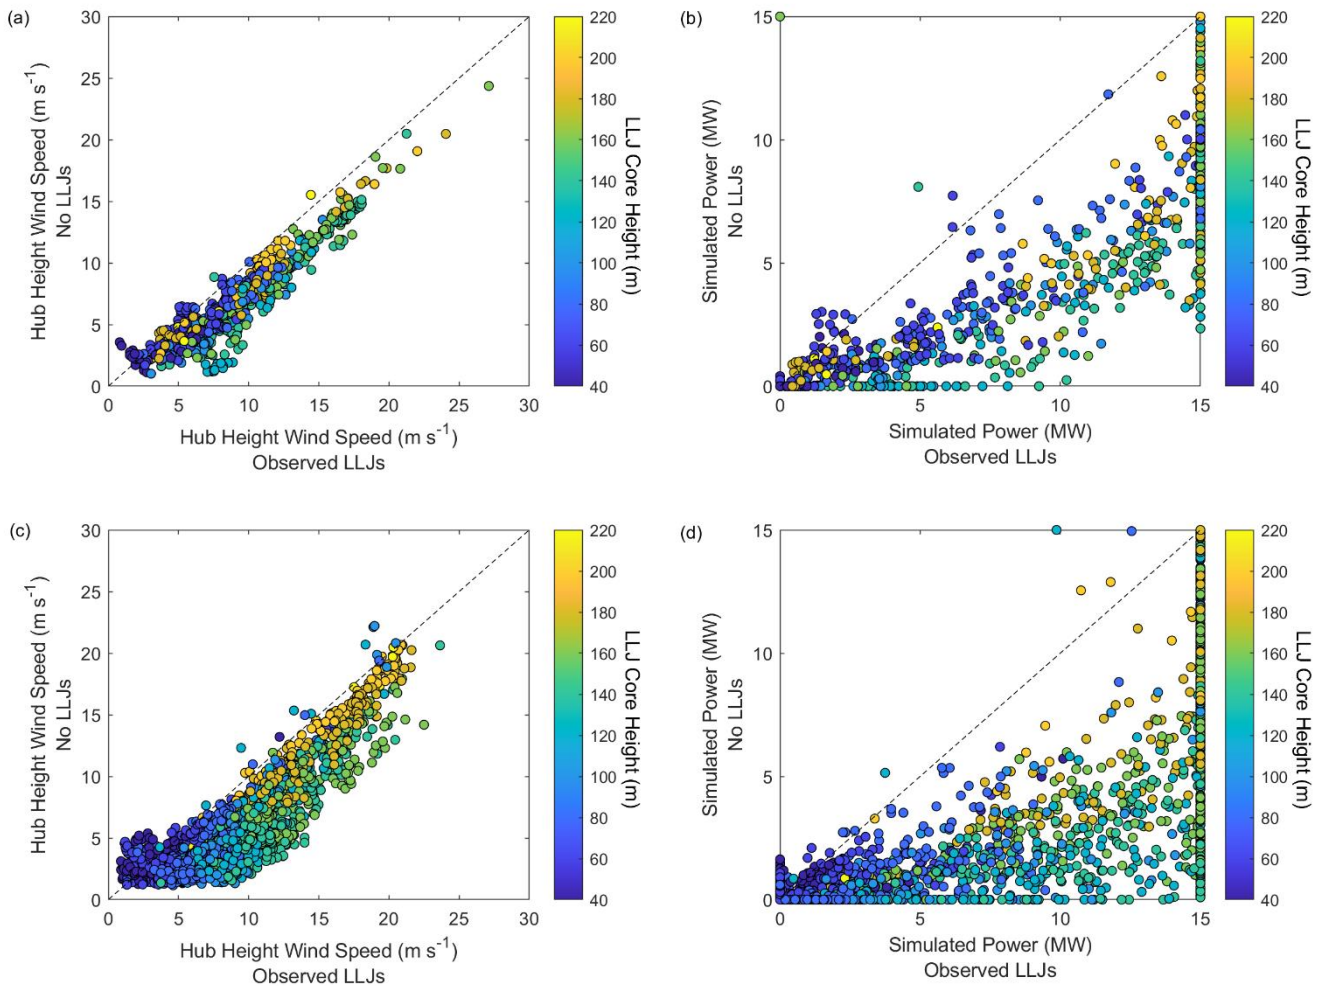 (a)
30
25
20
15
10
5
0
Hub Height Wind Speed (m s⁻¹)
No LLJs
0 5 10 15 20 25 30
Hub Height Wind Speed (m s⁻¹)
Observed LLJs
220
200
180
160
140
120
100
80
60
40
LLJ Core Height (m)
(b)
15
10
5
0
Simulated Power (MW)
No LLJs
0 5 10 15
Simulated Power (MW)
Observed LLJs
220
200
180
160
140
120
100
80
60
40
LLJ Core Height (m)
(c)
30
25
20
15
10
5
0
Hub Height Wind Speed (m s⁻¹)
No LLJs
0 5 10 15 20 25 30
Hub Height Wind Speed (m s⁻¹)
Observed LLJs
220
200
180
160
140
120
100
80
60
40
LLJ Core Height (m)
(d)
15
10
5
0
Simulated Power (MW)
No LLJs
0 5 10 15
Simulated Power (MW)
Observed LLJs
220
200
180
160
140
120
100
80
60
40
LLJ Core Height (m)